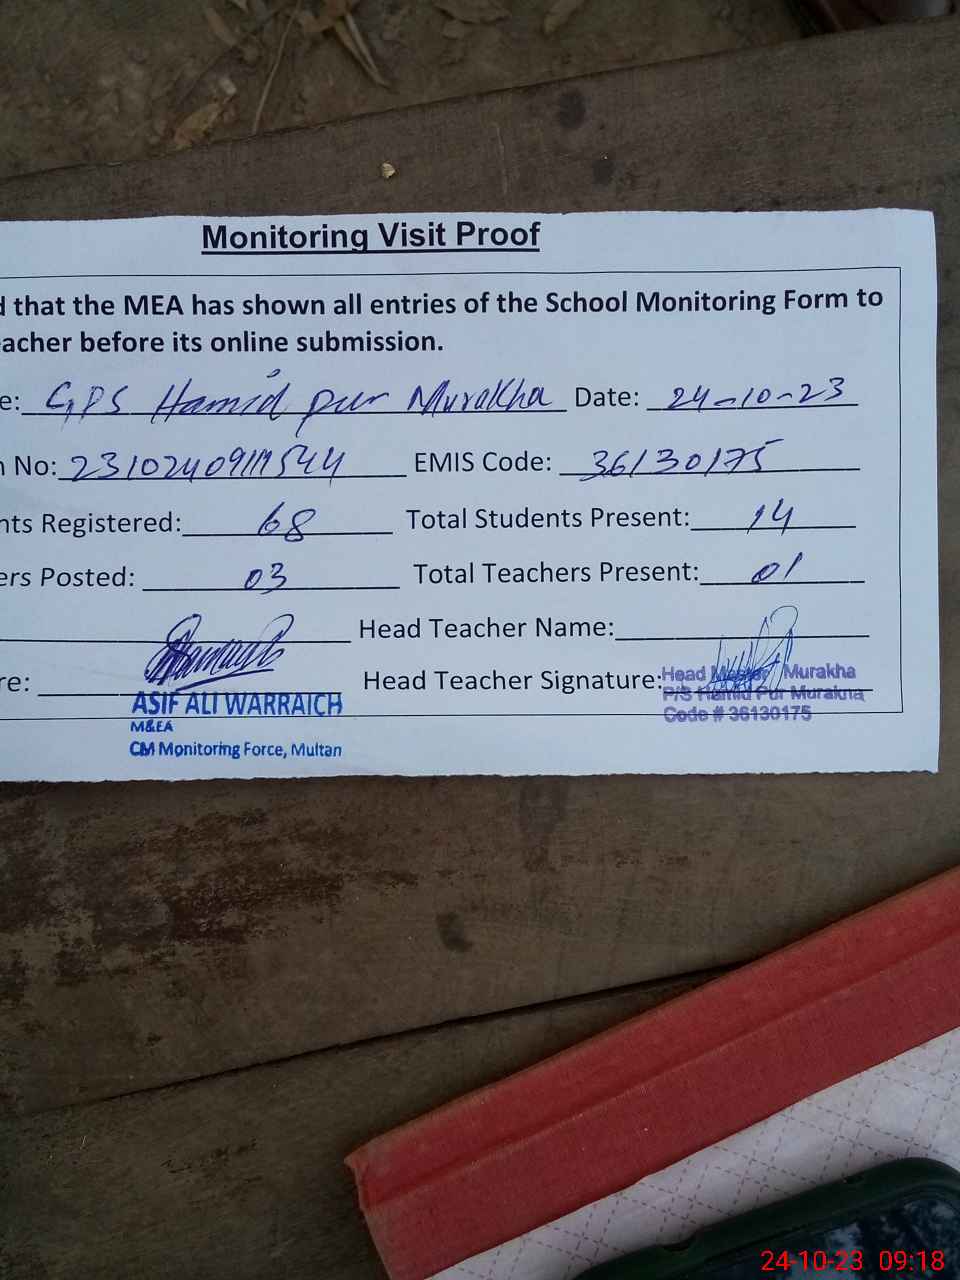 Monitoring Visit Proof
d that the MEA has shown all entries of the School Monitoring Form to
eacher before its online submission.
e: GPS Hamid pur Murakha Date: 24-10-23
n No: EMIS Code: 36130175
nts Registered: 68 Total Students Present: 14
ers Posted: 03 Total Teachers Present: 01
Head Teacher Name:
re: Head Teacher Signature:
Head Master Murakha
P/S Hamid Pur Murakha
Code # 36130175
ASIF ALI WARRAICH
M&EA
CM Monitoring Force, Multan
24-10-23 09:18